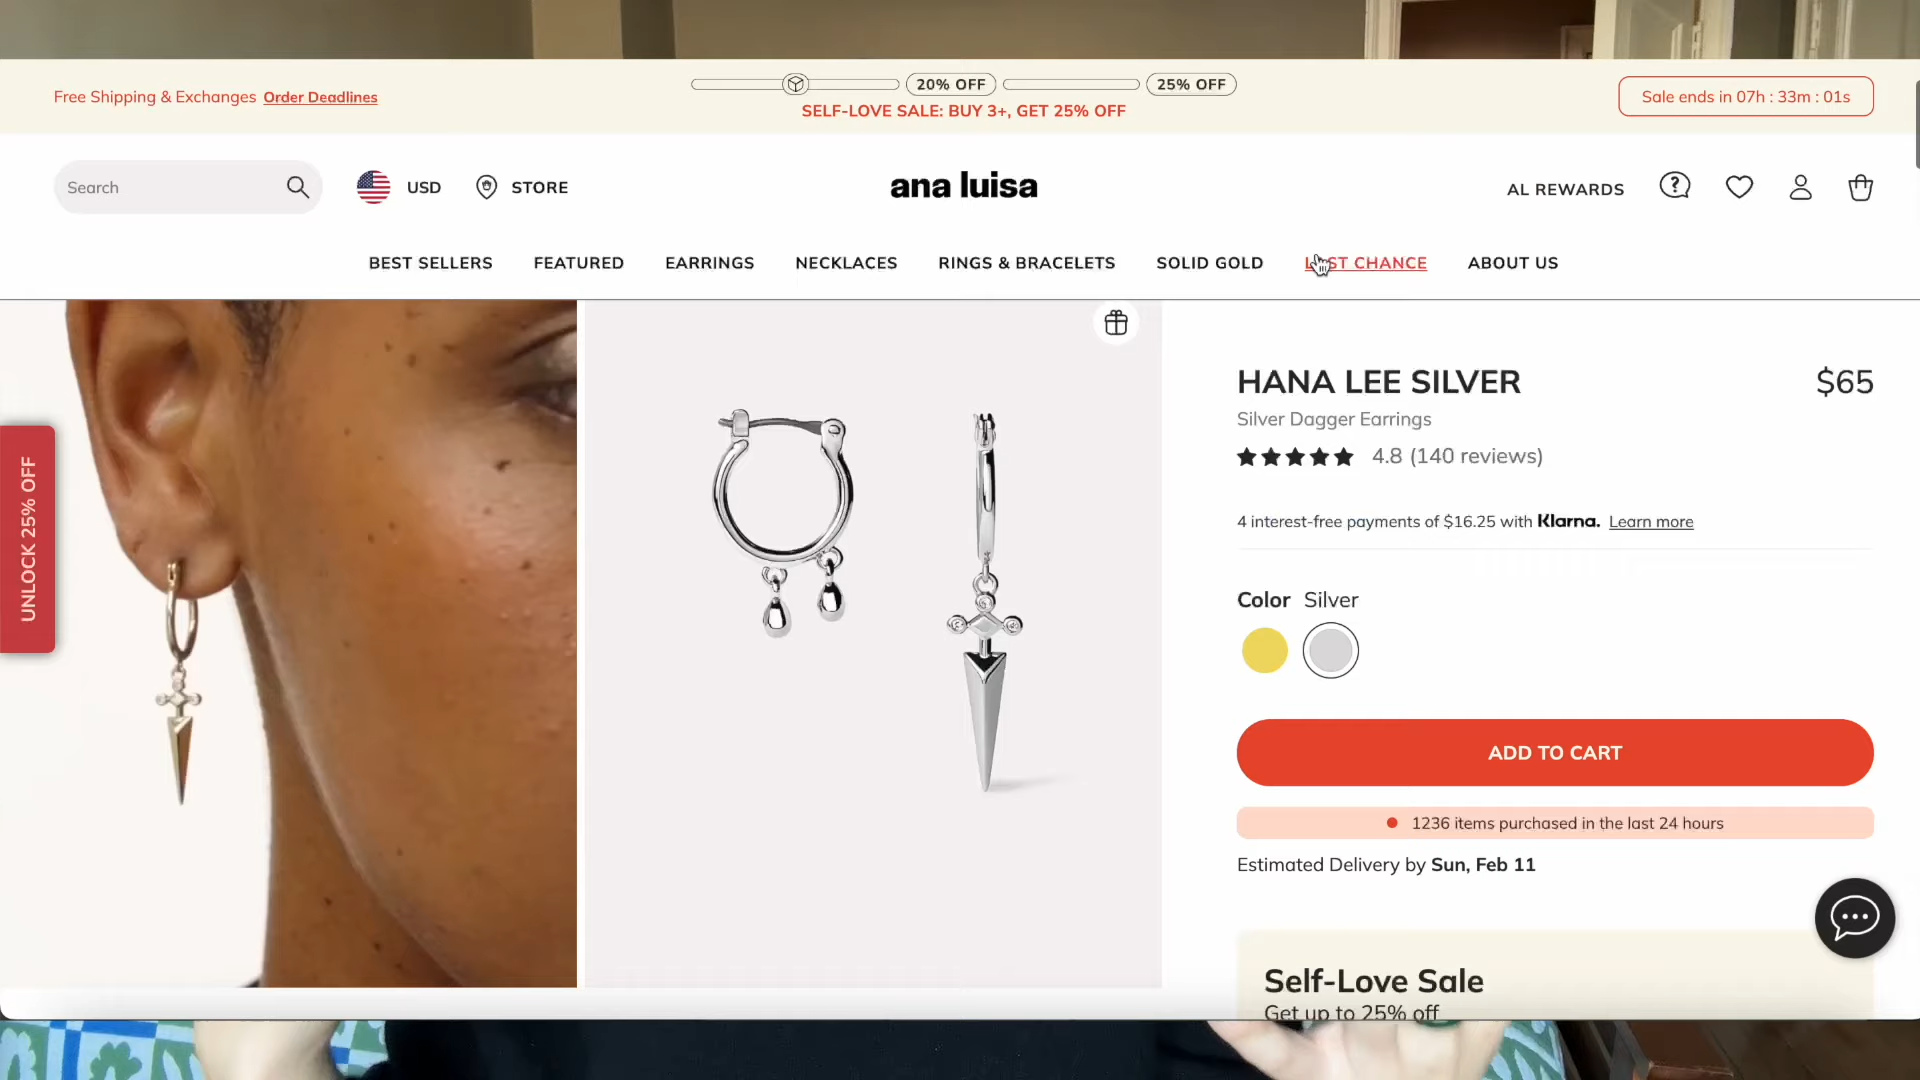 Free Shipping & Exchanges Order Deadlines
20% OFF
25% OFF
SELF-LOVE SALE: BUY 3+, GET 25% OFF
Sale ends in 07h : 33m : 01s
Search
USD
STORE
ana luisa
AL REWARDS
BEST SELLERS
FEATURED
EARRINGS
NECKLACES
RINGS & BRACELETS
SOLID GOLD
LAST CHANCE
ABOUT US
UNLOCK 25% OFF
HANA LEE SILVER
$65
Silver Dagger Earrings
4.8 (140 reviews)
4 interest-free payments of $16.25 with Klarna. Learn more
Color Silver
ADD TO CART
1236 items purchased in the last 24 hours
Estimated Delivery by Sun, Feb 11
Self-Love Sale
Get up to 25% off